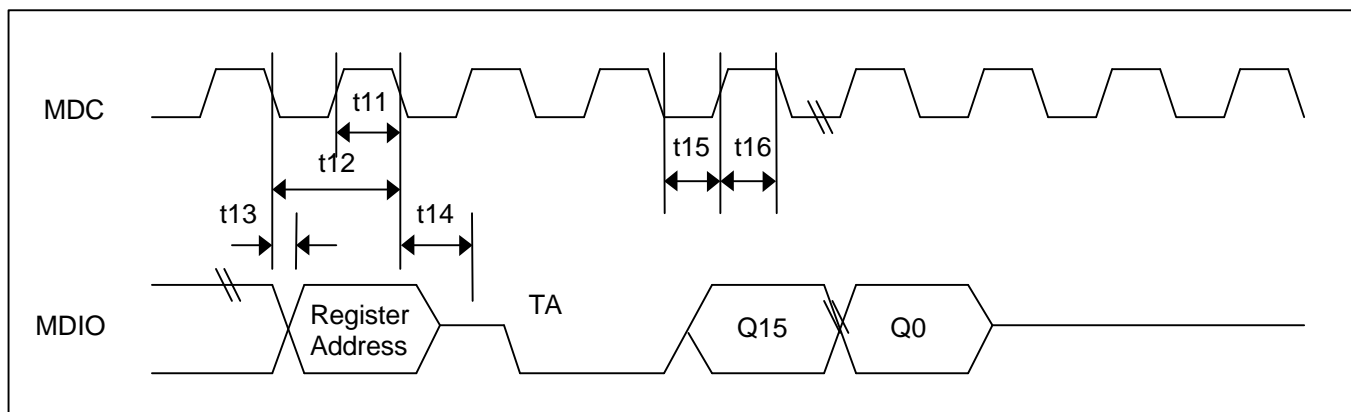 MDC
t11
t12
t15
t16
t13
t14
MDIO
Register
Address
TA
Q15
Q0